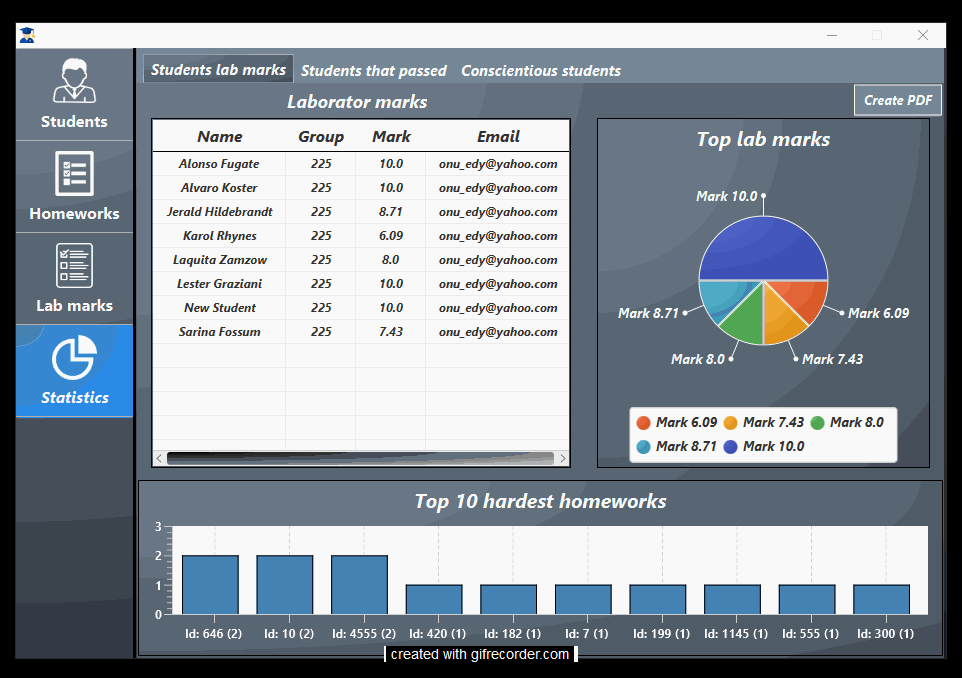 Students
Homeworks
Lab marks
Statistics
Students lab marks Students that passed Conscientious students
Create PDF
Laborator marks
Name Group Mark Email
Alonso Fugate 225 10.0 onu_edy@yahoo.com
Alvaro Koster 225 10.0 onu_edy@yahoo.com
Jerald Hildebrandt 225 8.71 onu_edy@yahoo.com
Karol Rhynes 225 6.09 onu_edy@yahoo.com
Laquita Zamzow 225 8.0 onu_edy@yahoo.com
Lester Graziani 225 10.0 onu_edy@yahoo.com
New Student 225 10.0 onu_edy@yahoo.com
Sarina Fossum 225 7.43 onu_edy@yahoo.com
Top lab marks
Mark 10.0
Mark 8.71
Mark 6.09
Mark 8.0
Mark 7.43
Mark 6.09 Mark 7.43 Mark 8.0
Mark 8.71 Mark 10.0
Top 10 hardest homeworks
3
2
1
0
Id: 646 (2) Id: 10 (2) Id: 4555 (2) Id: 420 (1) Id: 182 (1) Id: 7 (1) Id: 199 (1) Id: 1145 (1) Id: 555 (1) Id: 300 (1)
created with gifrecorder.com